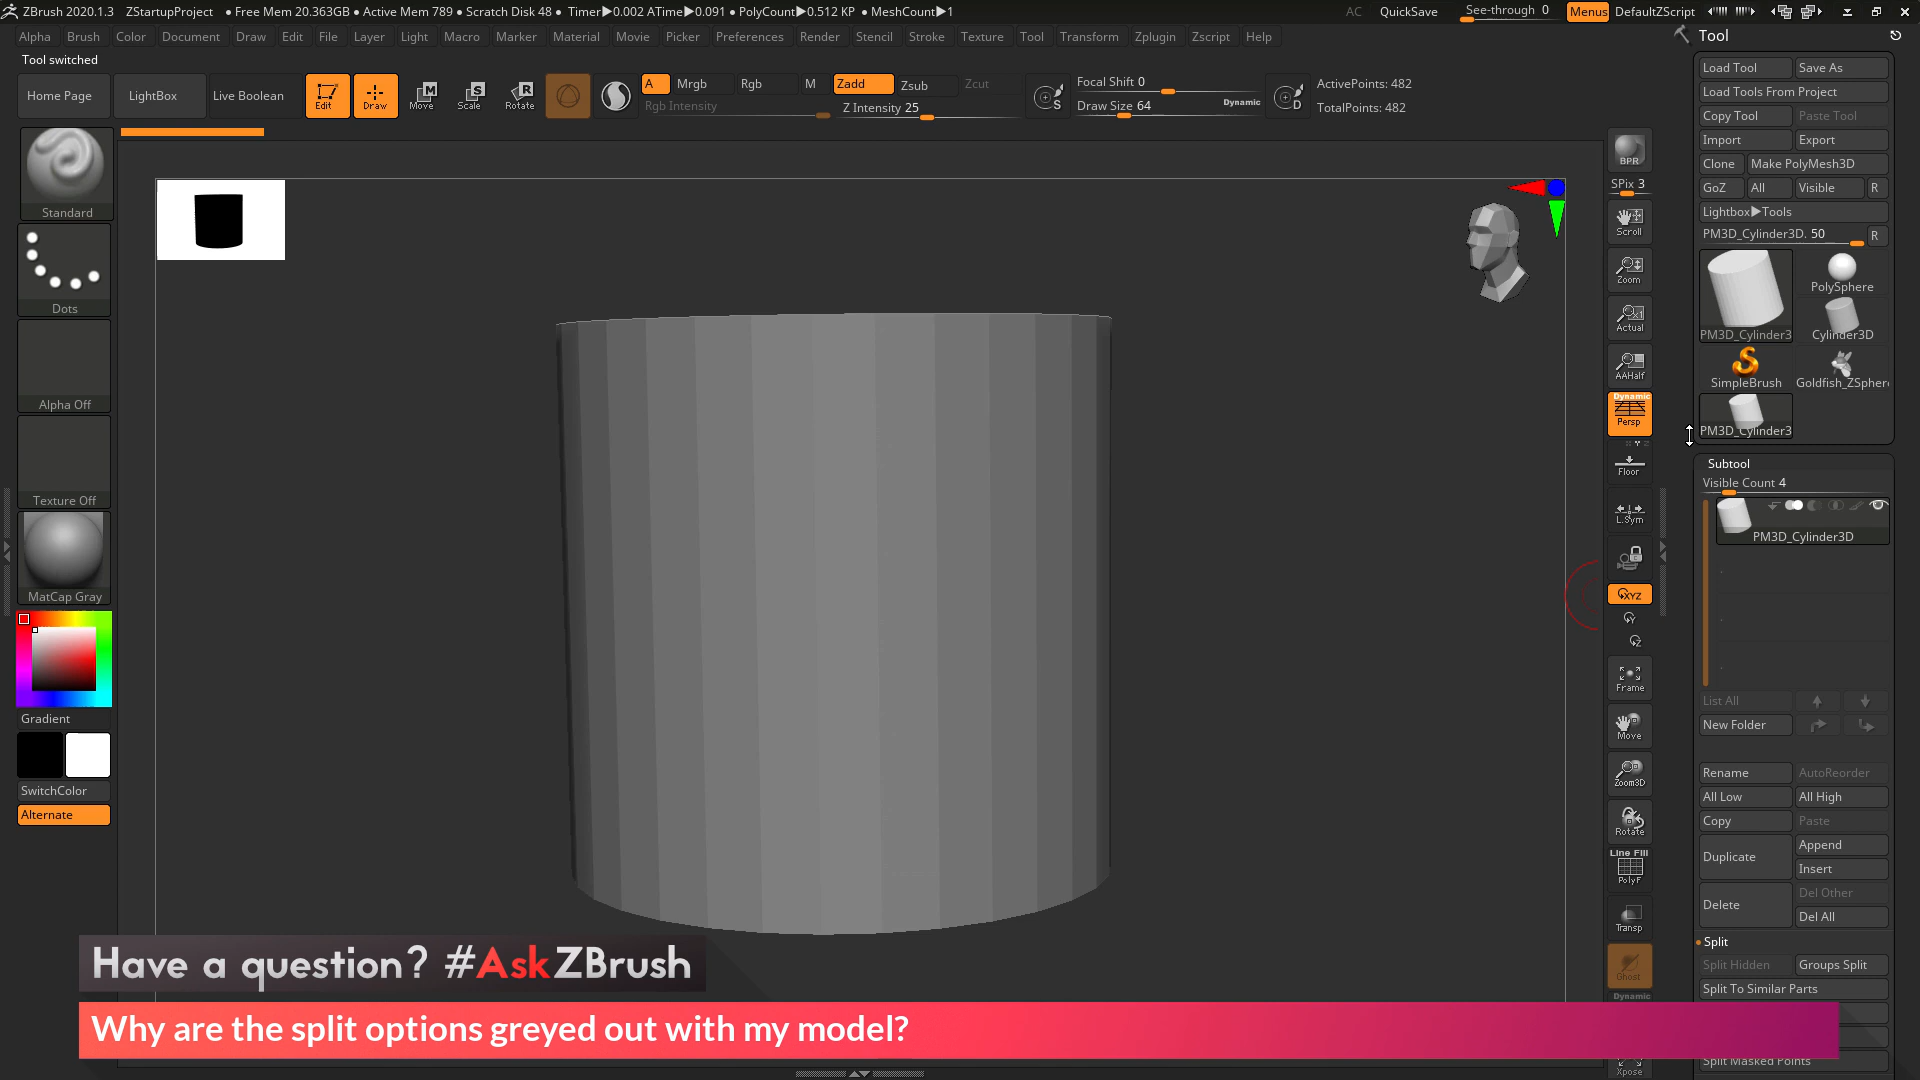 ZBrush 2020.1.3 ZStartupProject • Free Mem 20.363GB • Active Mem 789 • Scratch Disk 48 • Timer▶0.002 ATime▶0.091 • PolyCount▶0.512 KP • MeshCount▶1 AC QuickSave See-through 0 Menus DefaultZScript
Alpha Brush Color Document Draw Edit File Layer Light Macro Marker Material Movie Picker Preferences Render Stencil Stroke Texture Tool Transform Zplugin Zscript Help
Tool switched
Home Page LightBox Live Boolean Edit Draw Move Scale Rotate
A Mrgb Rgb M Zadd Zsub Zcut
Rgb Intensity Z Intensity 25
Focal Shift 0
Draw Size 64 Dynamic
S D
ActivePoints: 482
TotalPoints: 482
Standard
Dots
Alpha Off
Texture Off
MatCap Gray
Gradient
SwitchColor
Alternate
BPR
SPix 3
Scroll
Zoom
Actual
AAHalf
Dynamic
Persp
Floor
L.Sym
XYZ
Y
Z
Frame
Move
Zoom3D
Rotate
Line Fill
PolyF
Transp
Ghost
Dynamic
Xpose
Tool
Load Tool Save As
Load Tools From Project
Copy Tool Paste Tool
Import Export
Clone Make PolyMesh3D
GoZ All Visible R
Lightbox▶Tools
PM3D_Cylinder3D. 50 R
PolySphere
PM3D_Cylinder3 Cylinder3D
SimpleBrush Goldfish_ZSphere
PM3D_Cylinder3
Subtool
Visible Count 4
PM3D_Cylinder3D
List All
New Folder
Rename AutoReorder
All Low All High
Copy Paste
Duplicate Append
Insert
Delete Del Other
Del All
Split
Split Hidden Groups Split
Split To Similar Parts
Split Masked Points
Have a question? #AskZBrush
Why are the split options greyed out with my model?